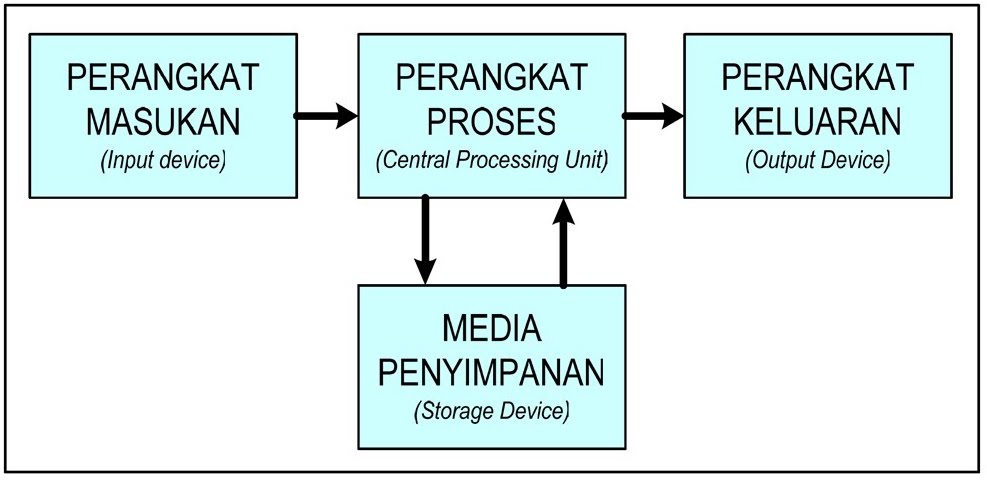 PERANGKAT
MASUKAN
(Input device)
PERANGKAT
PROSES
(Central Processing Unit)
PERANGKAT
KELUARAN
(Output Device)
MEDIA
PENYIMPANAN
(Storage Device)